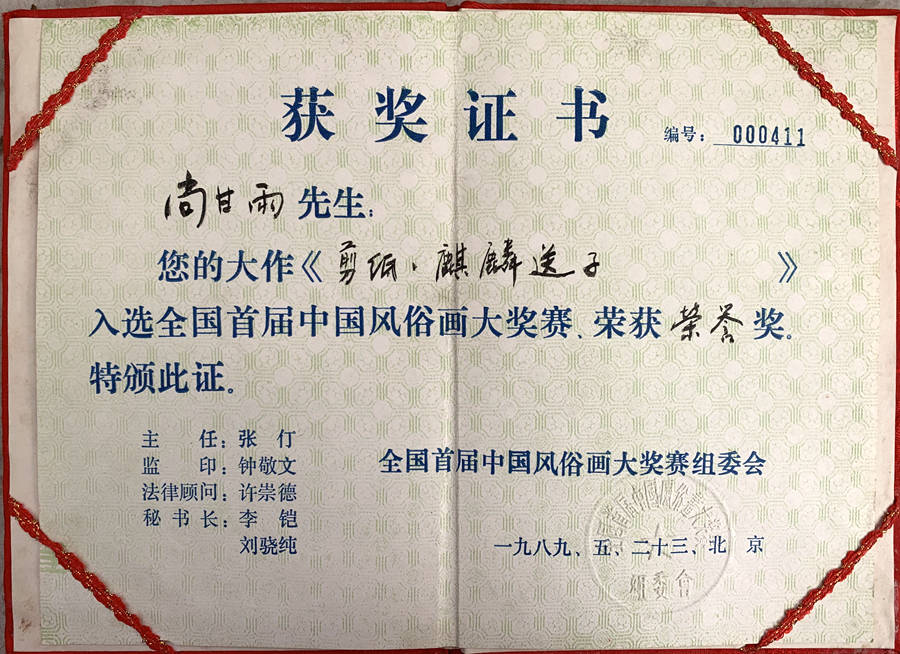 获奖证书
编号：000411
尚甘雨先生：
您的大作《剪纸·麒麟送子》
入选全国首届中国风俗画大奖赛、荣获荣誉奖。
特颁此证。
主任：张仃
监印：钟敬文
法律顾问：许崇德
秘书长：李铠
刘骁纯
全国首届中国风俗画大奖赛组委会
一九八九、五、二十三、北京
组委会